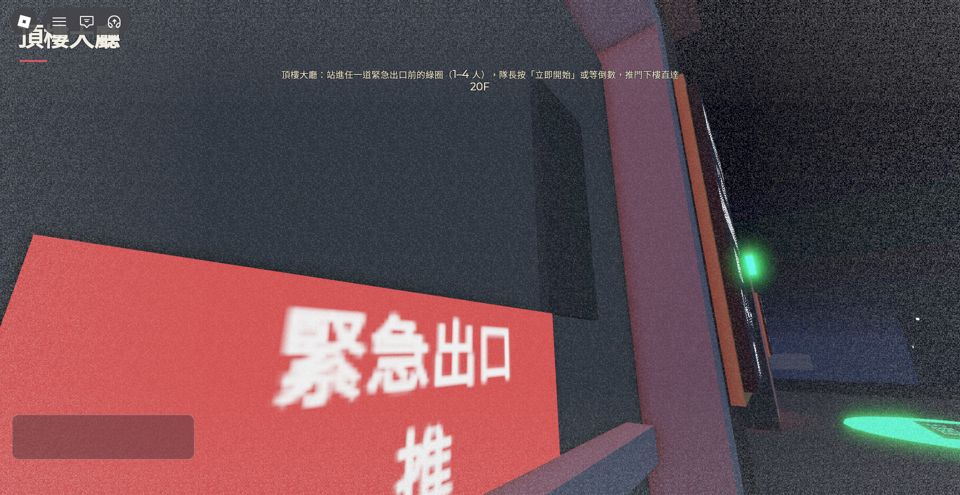 頂樓大廳
頂樓大廳：站進任一道緊急出口前的綠圈（1–4 人），隊長按「立即開始」或等倒數，推門下樓直達
20F
緊急出口
推